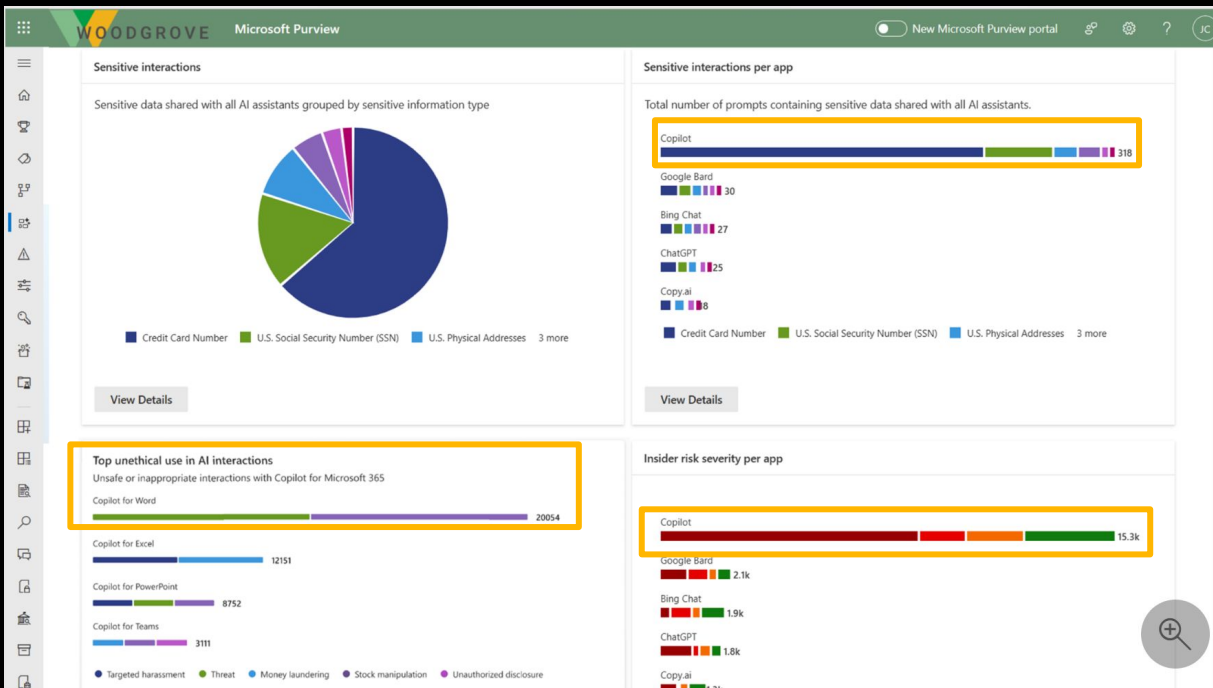 WOODGROVE Microsoft Purview New Microsoft Purview portal ? JC
Sensitive interactions
Sensitive data shared with all AI assistants grouped by sensitive information type
Credit Card Number U.S. Social Security Number (SSN) U.S. Physical Addresses 3 more
View Details
Sensitive interactions per app
Total number of prompts containing sensitive data shared with all AI assistants.
Copilot
318
Google Bard
30
Bing Chat
27
ChatGPT
25
Copy.ai
Credit Card Number U.S. Social Security Number (SSN) U.S. Physical Addresses 3 more
View Details
Top unethical use in AI interactions
Unsafe or inappropriate interactions with Copilot for Microsoft 365
Copilot for Word
20054
Copilot for Excel
12151
Copilot for PowerPoint
8752
Copilot for Teams
3111
Targeted harassment Threat Money laundering Stock manipulation Unauthorized disclosure
Insider risk severity per app
Copilot
15.3k
Google Bard
2.1k
Bing Chat
1.9k
ChatGPT
1.8k
Copy.ai